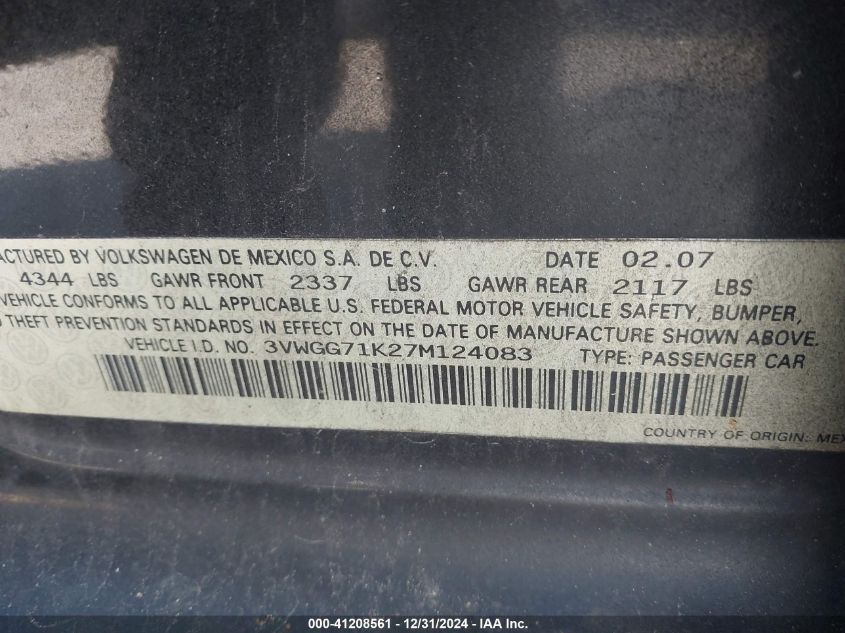 ACTURED BY VOLKSWAGEN DE MEXICO S.A. DE C.V. DATE 02.07
4344 LBS GAWR FRONT 2337 LBS GAWR REAR 2117 LBS
VEHICLE CONFORMS TO ALL APPLICABLE U.S. FEDERAL MOTOR VEHICLE SAFETY, BUMPER,
THEFT PREVENTION STANDARDS IN EFFECT ON THE DATE OF MANUFACTURE SHOWN ABOVE.
VEHICLE I.D. NO. 3VWGG71K27M124083 TYPE: PASSENGER CAR
COUNTRY OF ORIGIN: MEX
000-41208561 - 12/31/2024 - IAA Inc.